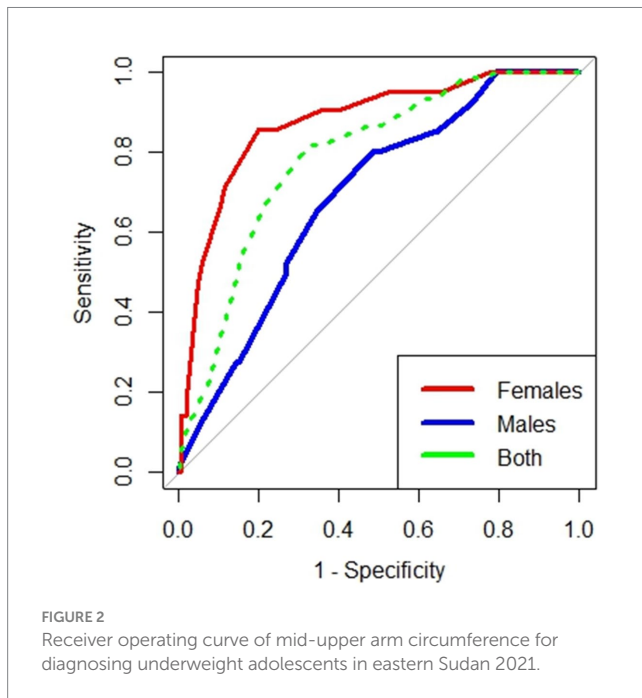 Sensitivity
1.0
0.8
0.6
0.4
0.2
0.0
Females
Males
Both
0.0 0.2 0.4 0.6 0.8 1.0
1 - Specificity
FIGURE 2
Receiver operating curve of mid-upper arm circumference for
diagnosing underweight adolescents in eastern Sudan 2021.